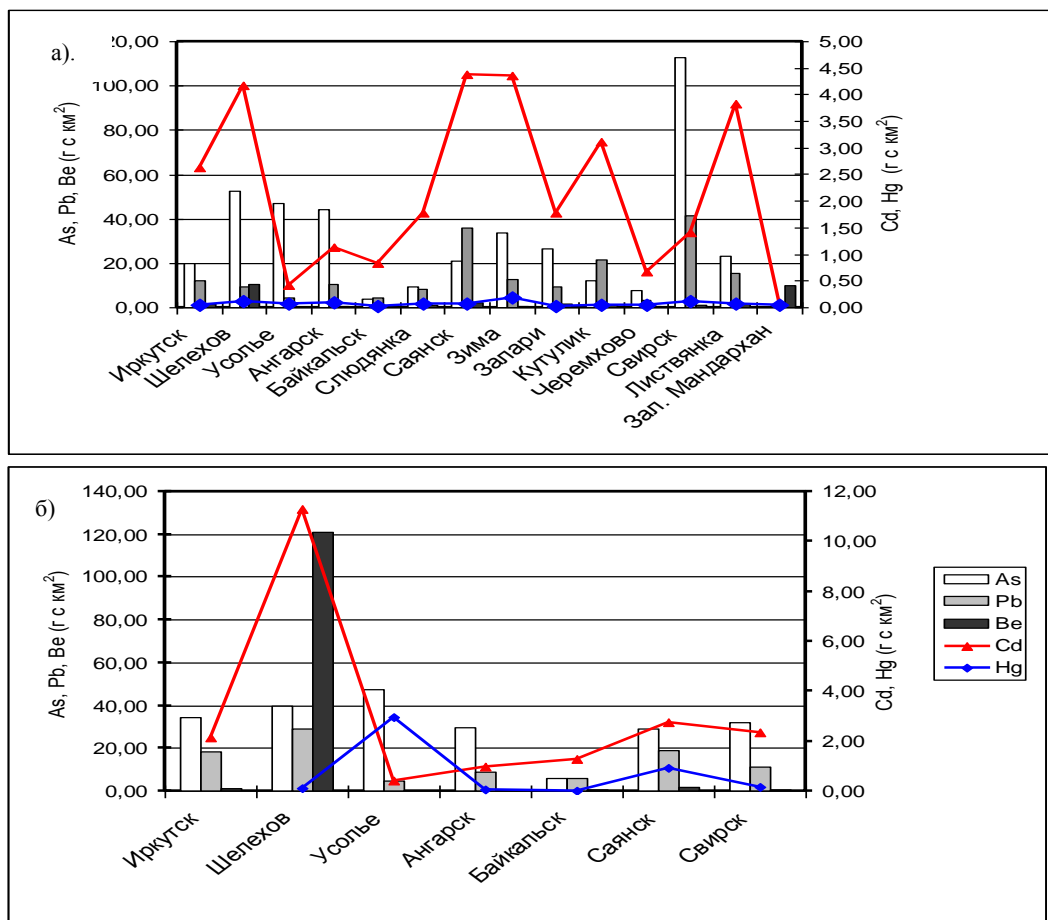 а).
20,00
100,00
80,00
60,00
40,00
20,00
0,00
As, Pb, Be (г с км²)
5,00
4,50
4,00
3,50
3,00
2,50
2,00
1,50
1,00
0,50
0,00
Cd, Hg (г с км²)
Иркутск
Шелехов
Усолье
Ангарск
Байкальск
Слюдянка
Саянск
Зима
Залари
Кутулик
Черемхово
Свирск
Листвянка
Зал. Мандархан
б)
140,00
120,00
100,00
80,00
60,00
40,00
20,00
0,00
As, Pb, Be (г с км²)
12,00
10,00
8,00
6,00
4,00
2,00
0,00
Cd, Hg (г с км²)
Иркутск
Шелехов
Усолье
Ангарск
Байкальск
Саянск
Свирск
As
Pb
Be
Cd
Hg